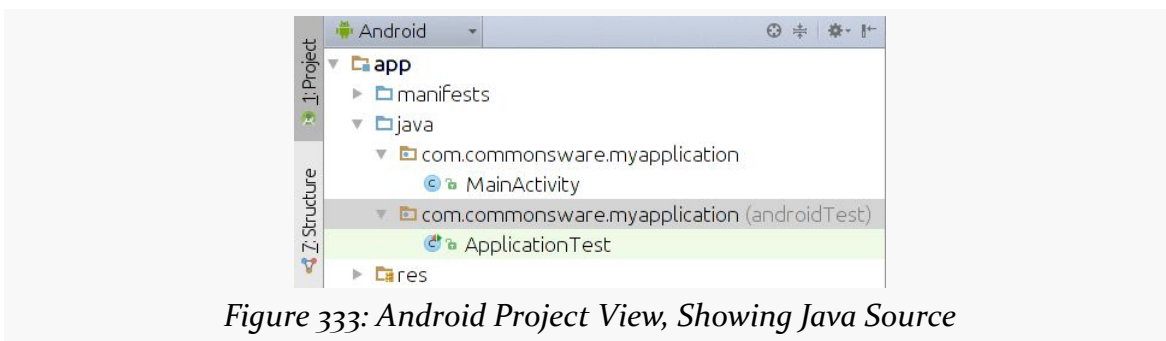 Android
1: Project
app
manifests
java
com.commonsware.myapplication
MainActivity
com.commonsware.myapplication (androidTest)
ApplicationTest
res
7: Structure
Figure 333: Android Project View, Showing Java Source